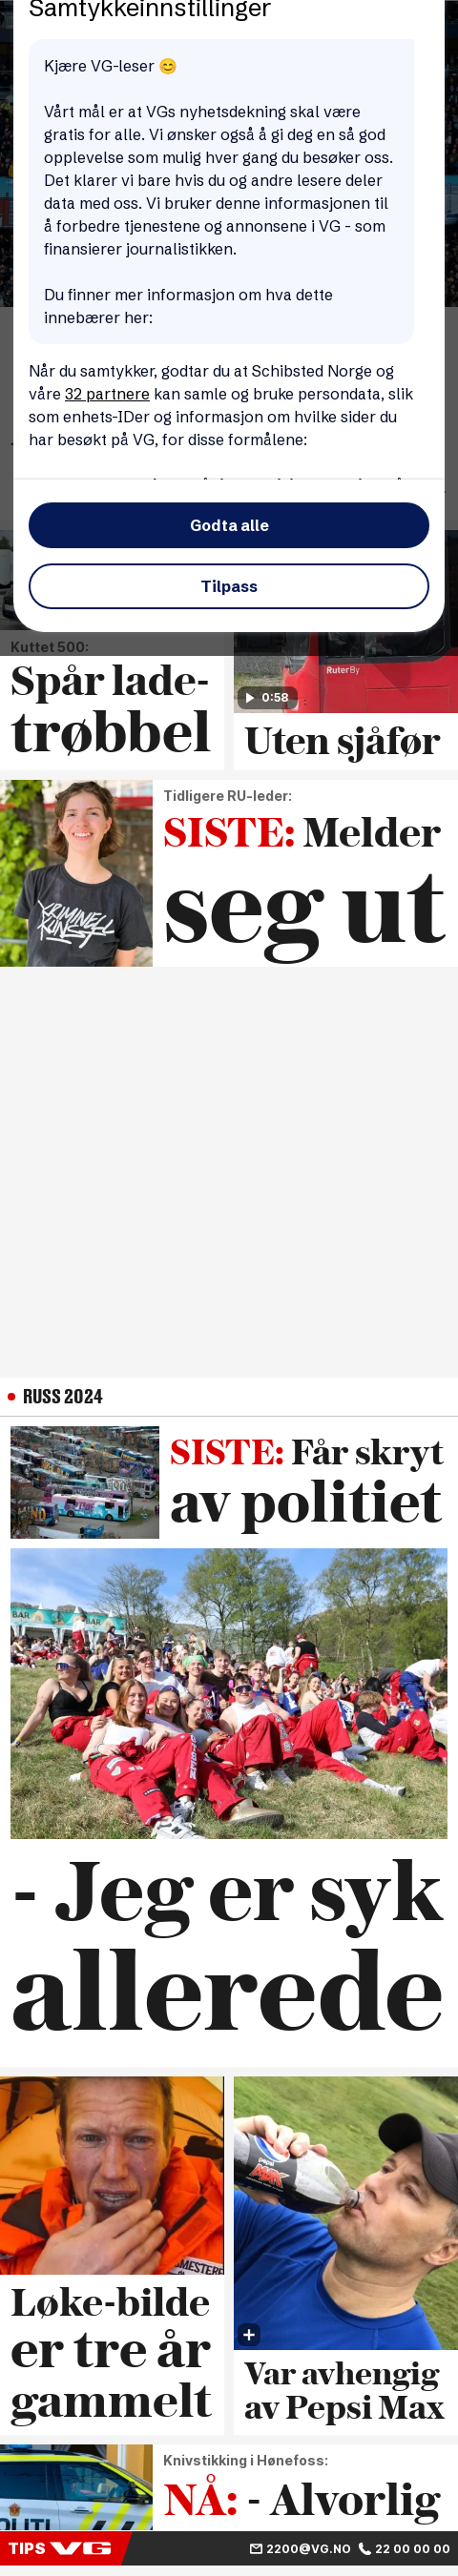 Samtykkeinnstillinger
Kjære VG-leser 😊
Vårt mål er at VGs nyhetsdekning skal være
gratis for alle. Vi ønsker også å gi deg en så god
opplevelse som mulig hver gang du besøker oss.
Det klarer vi bare hvis du og andre lesere deler
data med oss. Vi bruker denne informasjonen til
å forbedre tjenestene og annonsene i VG - som
finansierer journalistikken.
Du finner mer informasjon om hva dette
innebærer her:
Når du samtykker, godtar du at Schibsted Norge og
våre 32 partnere kan samle og bruke persondata, slik
som enhets-IDer og informasjon om hvilke sider du
har besøkt på VG, for disse formålene:
Godta alle
Tilpass
Kuttet 500:
Spår lade-
trøbbel
RuterBy
0:58
Uten sjåfør
Tidligere RU-leder:
SISTE: Melder
seg ut
KRIMINELL
KUNST
RUSS 2024
SISTE: Får skryt
av politiet
BAR
BAR
- Jeg er syk
allerede
Løke-bilde
er tre år
gammelt
pepsi
MAX
Var avhengig
av Pepsi Max
Knivstikking i Hønefoss:
NÅ: - Alvorlig
TIPS VG
2200@VG.NO
22 00 00 00